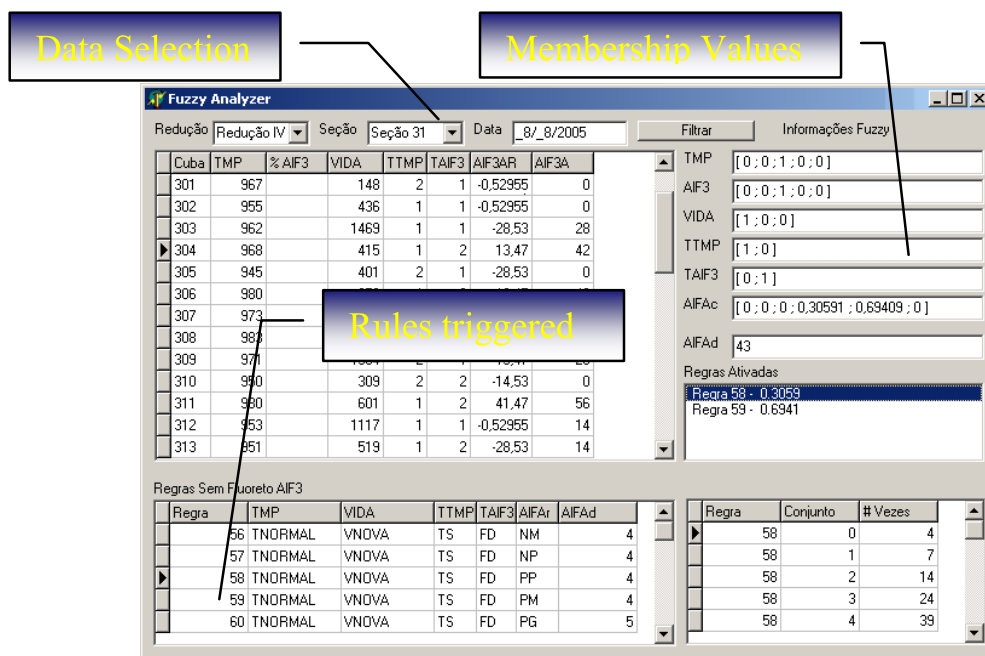 Data Selection
Membership Values
Fuzzy Analyzer
Redução Redução IV Seção Seção 31 Data _8/_8/2005 Filtrar Informações Fuzzy
Cuba TMP % AlF3 VIDA TTMP TAlF3 AlF3AR AlF3A
301 967 148 2 1 -0,52955 0
302 955 436 1 1 -0,52955 0
303 962 1469 1 1 -28,53 28
304 968 415 1 2 13,47 42
305 945 401 2 1 -28,53 0
306 980
307 973
308 983
309 971
310 950 309 2 2 -14,53 0
311 980 601 1 2 41,47 56
312 953 1117 1 1 -0,52955 14
313 951 519 1 2 -28,53 14
Rules triggered
TMP [ 0 ; 0 ; 1 ; 0 ; 0 ]
AlF3 [ 0 ; 0 ; 1 ; 0 ; 0 ]
VIDA [ 1 ; 0 ; 0 ]
TTMP [ 1 ; 0 ]
TAlF3 [ 0 ; 1 ]
AlFAc [ 0 ; 0 ; 0 ; 0,30591 ; 0,69409 ; 0 ]
AlFAd 43
Regras Ativadas
Regra 58 - 0.3059
Regra 59 - 0.6941
Regras Sem Fluoreto AlF3
Regra TMP VIDA TTMP TAlF3 AlFAr AlFAd
56 TNORMAL VNOVA TS FD NM 4
57 TNORMAL VNOVA TS FD NP 4
58 TNORMAL VNOVA TS FD PP 4
59 TNORMAL VNOVA TS FD PM 4
60 TNORMAL VNOVA TS FD PG 5
Regra Conjunto # Vezes
58 0 4
58 1 7
58 2 14
58 3 24
58 4 39